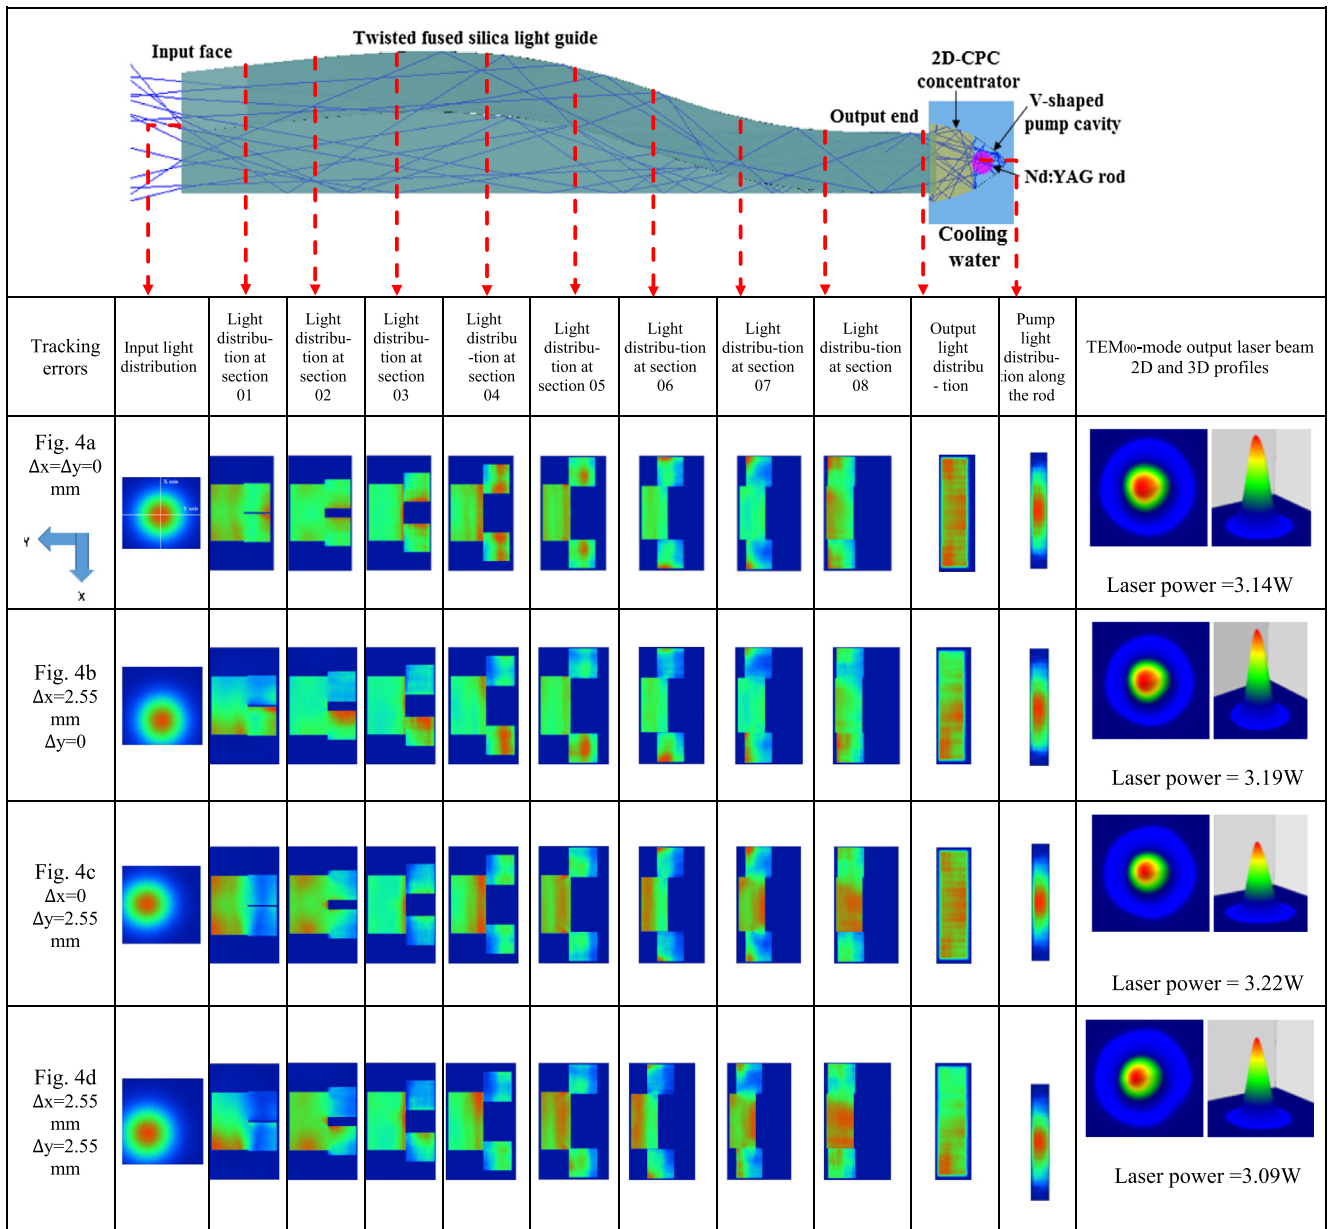 Twisted fused silica light guide
Input face
2D-CPC
concentrator
V-shaped
pump cavity
Output end
Nd:YAG rod
Cooling
water
Tracking
errors
Input light
distribution
Light
distribu-
tion at
section
01
Light
distribu-
tion at
section
02
Light
distribu-
tion at
section
03
Light
distribu
-tion at
section
04
Light
distribu-
tion at
section 05
Light
distribu-tion
at section
06
Light
distribu-tion
at section
07
Light
distribu-tion
at section
08
Output
light
distribu
- tion
Pump
light
distribu-
tion along
the rod
TEM₀₀-mode output laser beam
2D and 3D profiles
Fig. 4a
Δx=Δy=0
mm
Y
X
X axis
Y axis
Laser power =3.14W
Fig. 4b
Δx=2.55
mm
Δy=0
Laser power = 3.19W
Fig. 4c
Δx=0
Δy=2.55
mm
Laser power = 3.22W
Fig. 4d
Δx=2.55
mm
Δy=2.55
mm
Laser power =3.09W